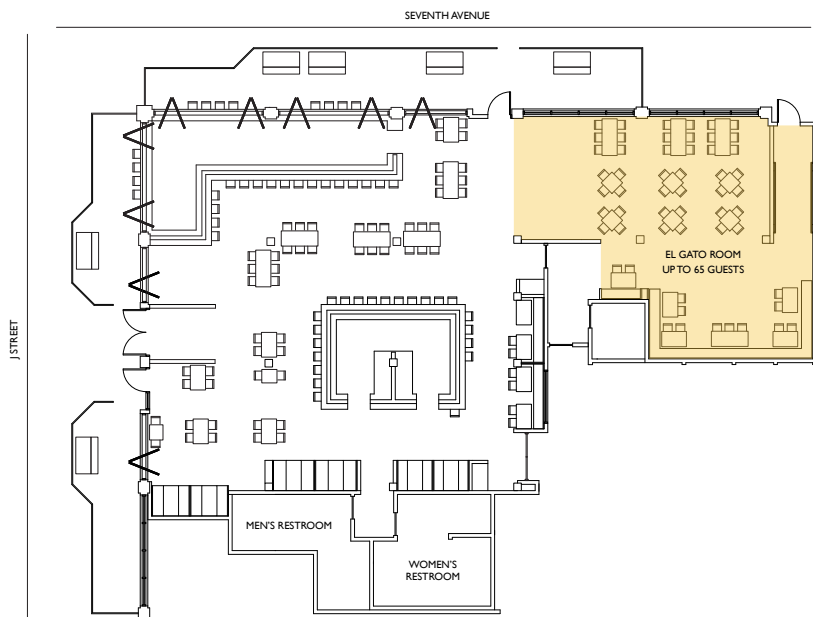 SEVENTH AVENUE
J STREET
EL GATO ROOM
UP TO 65 GUESTS
MEN'S RESTROOM
WOMEN'S
RESTROOM